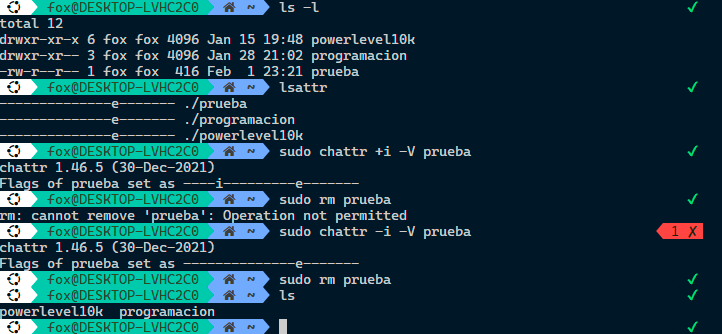 fox@DESKTOP-LVHC2C0 ~ ls -l ✓
total 12
drwxr-xr-x 6 fox fox 4096 Jan 15 19:48 powerlevel10k
drwxr-xr-- 3 fox fox 4096 Jan 28 21:02 programacion
-rw-r--r-- 1 fox fox  416 Feb  1 23:21 prueba
fox@DESKTOP-LVHC2C0 ~ lsattr ✓
--------------e------- ./prueba
--------------e------- ./programacion
--------------e------- ./powerlevel10k
fox@DESKTOP-LVHC2C0 ~ sudo chattr +i -V prueba ✓
chattr 1.46.5 (30-Dec-2021)
Flags of prueba set as ----i---------e-------
fox@DESKTOP-LVHC2C0 ~ sudo rm prueba ✓
rm: cannot remove 'prueba': Operation not permitted
fox@DESKTOP-LVHC2C0 ~ sudo chattr -i -V prueba 1 ✗
chattr 1.46.5 (30-Dec-2021)
Flags of prueba set as --------------e-------
fox@DESKTOP-LVHC2C0 ~ sudo rm prueba ✓
fox@DESKTOP-LVHC2C0 ~ ls ✓
powerlevel10k  programacion
fox@DESKTOP-LVHC2C0 ~ ✓